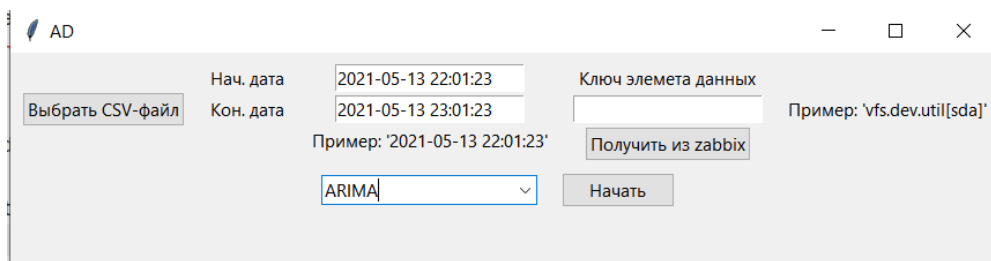 AD
Нач. дата 2021-05-13 22:01:23 Ключ элемета данных
Выбрать CSV-файл Кон. дата 2021-05-13 23:01:23 Пример: 'vfs.dev.util[sda]'
Пример: '2021-05-13 22:01:23' Получить из zabbix
ARIMA Начать